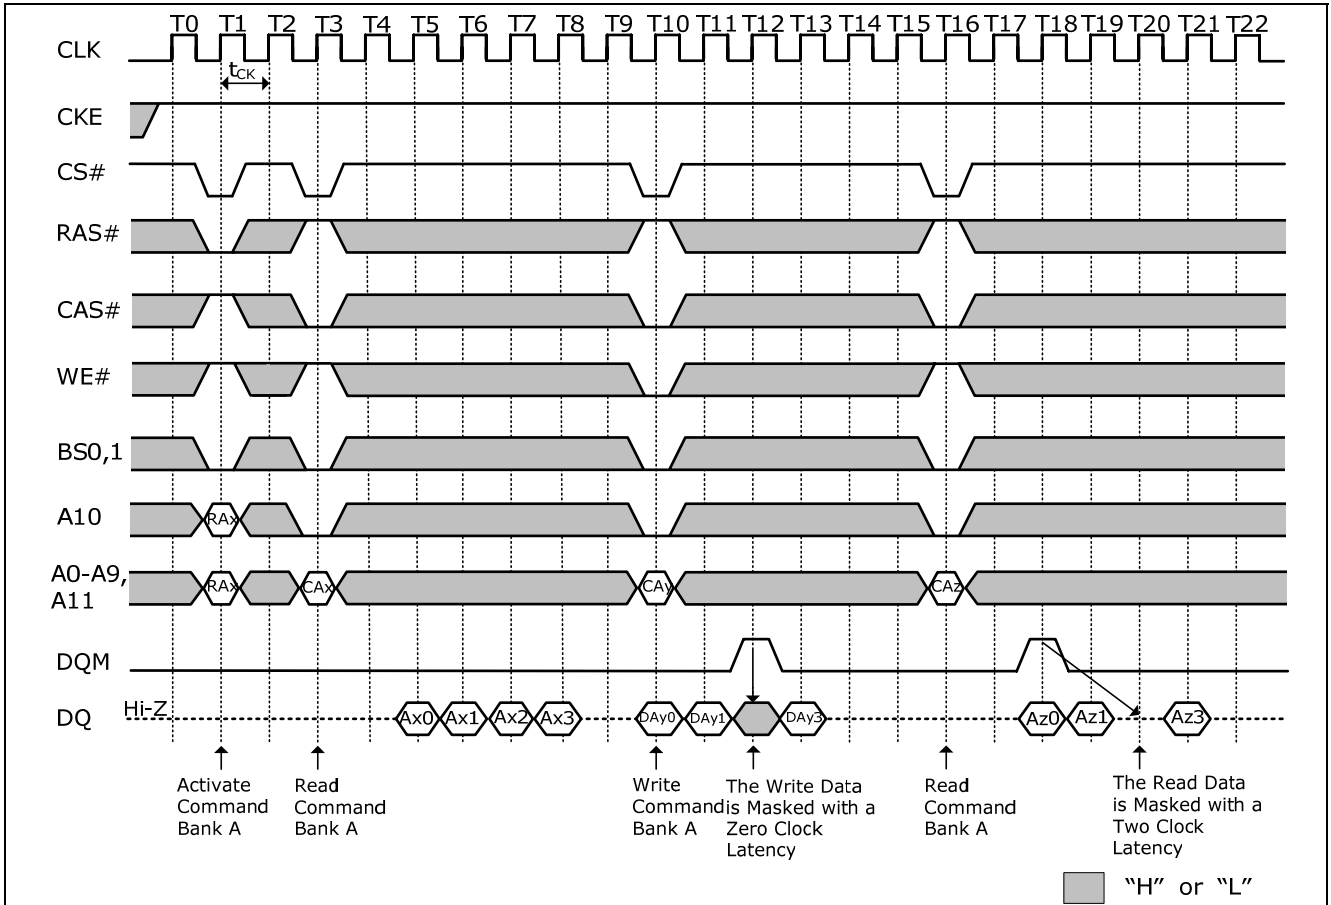 T0 T1 T2 T3 T4 T5 T6 T7 T8 T9 T10 T11 T12 T13 T14 T15 T16 T17 T18 T19 T20 T21 T22
CLK
tCK
CKE
CS#
RAS#
CAS#
WE#
BS0,1
A10
RAx
A0-A9,
A11
RAx CAx CAy CAz
DQM
DQ
Hi-Z
Ax0 Ax1 Ax2 Ax3 DAy0 DAy1 DAy3 Az0 Az1 Az3
Activate
Command
Bank A
Read
Command
Bank A
Write
Command
Bank A
The Write Data
is Masked with a
Zero Clock
Latency
Read
Command
Bank A
The Read Data
is Masked with a
Two Clock
Latency
“H” or “L”